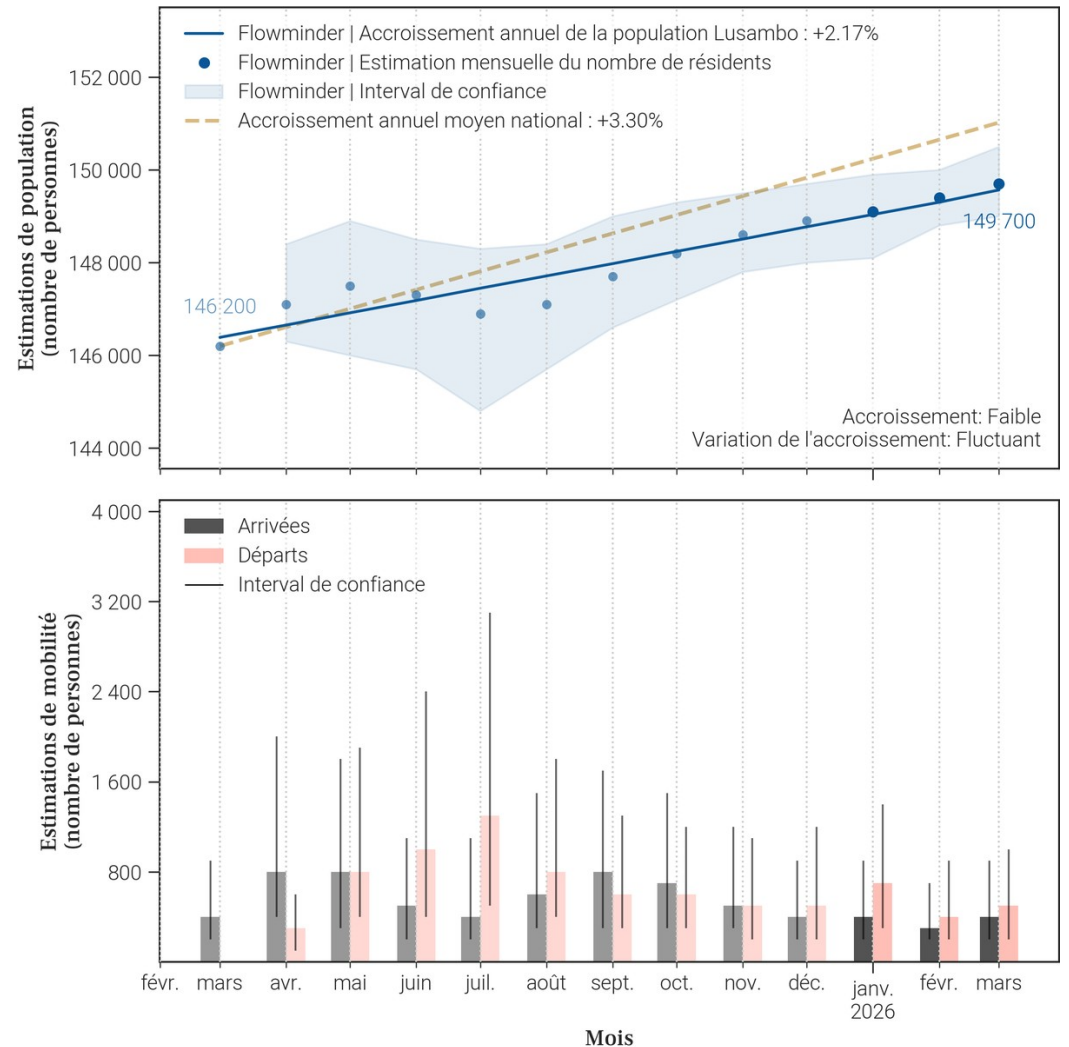 Flowminder | Accroissement annuel de la population Lusambo : +2.17%
Flowminder | Estimation mensuelle du nombre de résidents
Flowminder | Interval de confiance
Accroissement annuel moyen national : +3.30%
Estimations de population
(nombre de personnes)
152 000
150 000
148 000
146 000
144 000
146 200
149 700
Accroissement: Faible
Variation de l'accroissement: Fluctuant
Arrivées
Départs
Interval de confiance
Estimations de mobilité
(nombre de personnes)
4 000
3 200
2 400
1 600
800
févr. mars avr. mai juin juil. août sept. oct. nov. déc. janv. févr. mars
2026
Mois